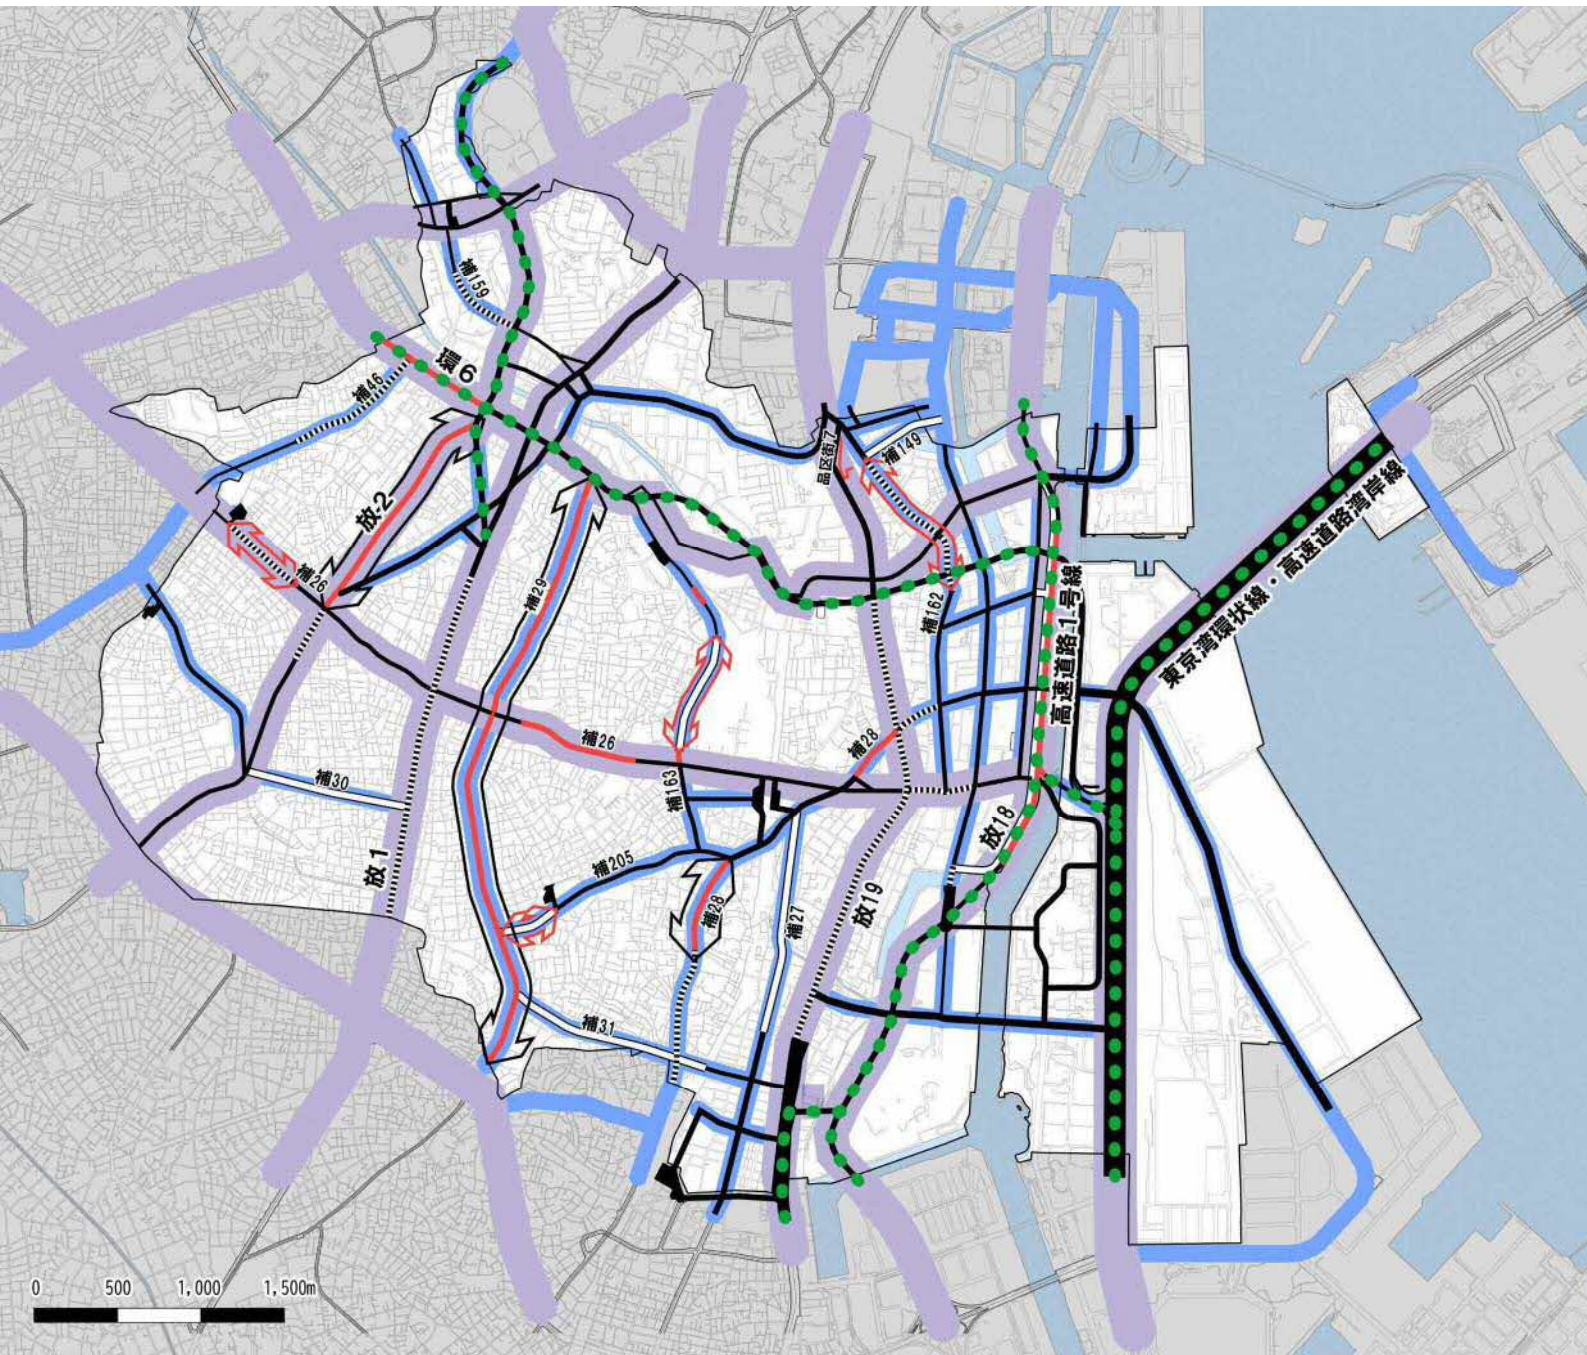 補159
環6
補46
補149
品区街7
放2
補26
補29
補162
高速道路1号線
東京湾環状線・高速道路湾岸線
補26
補28
補30
補163
放18
放1
補205
補28
補27
放19
補31
0 500 1,000 1,500m